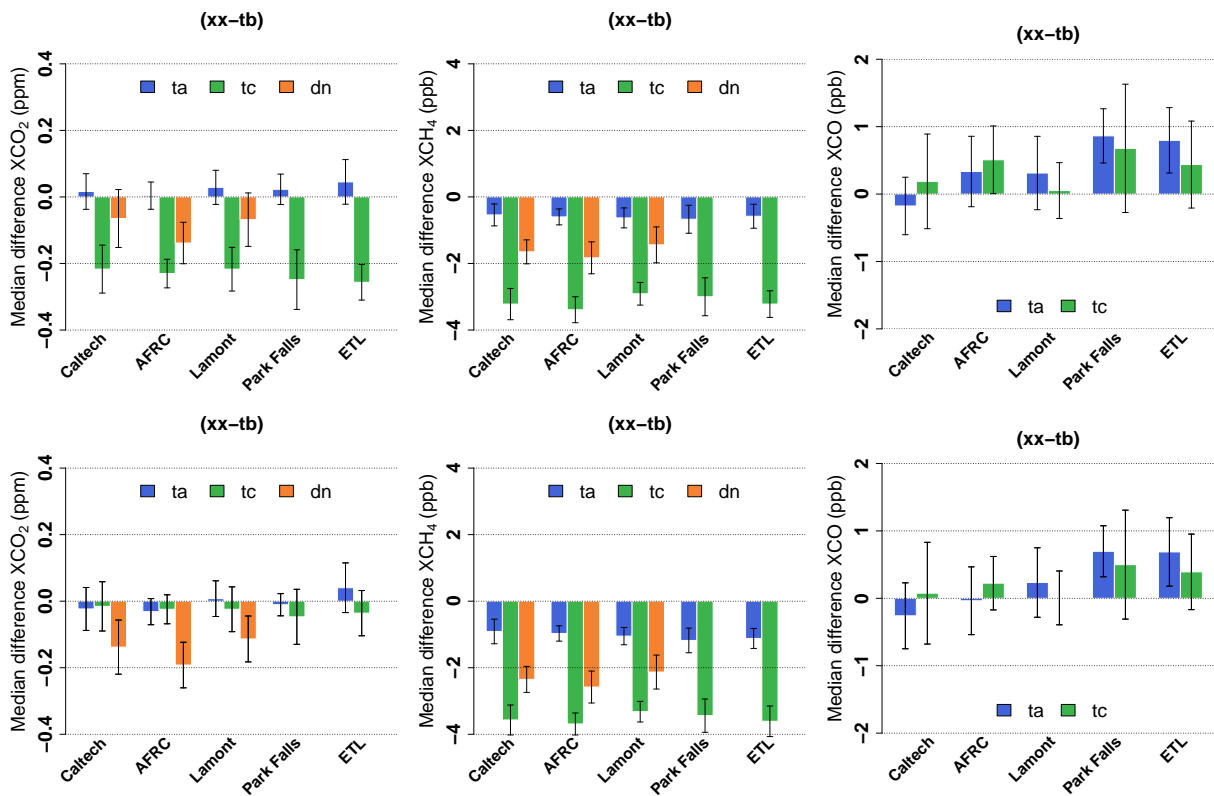 (xx−tb)
Median difference XCO₂ (ppm)
0.4
0.2
0.0
−0.2
−0.4
ta tc dn
Caltech
AFRC
Lamont
Park Falls
ETL
(xx−tb)
Median difference XCH₄ (ppb)
4
2
0
−2
−4
ta tc dn
Caltech
AFRC
Lamont
Park Falls
ETL
(xx−tb)
Median difference XCO (ppb)
2
1
0
−1
−2
ta tc
Caltech
AFRC
Lamont
Park Falls
ETL
(xx−tb)
Median difference XCO₂ (ppm)
0.4
0.2
0.0
−0.2
−0.4
ta tc dn
Caltech
AFRC
Lamont
Park Falls
ETL
(xx−tb)
Median difference XCH₄ (ppb)
4
2
0
−2
−4
ta tc dn
Caltech
AFRC
Lamont
Park Falls
ETL
(xx−tb)
Median difference XCO (ppb)
2
1
0
−1
−2
ta tc
Caltech
AFRC
Lamont
Park Falls
ETL